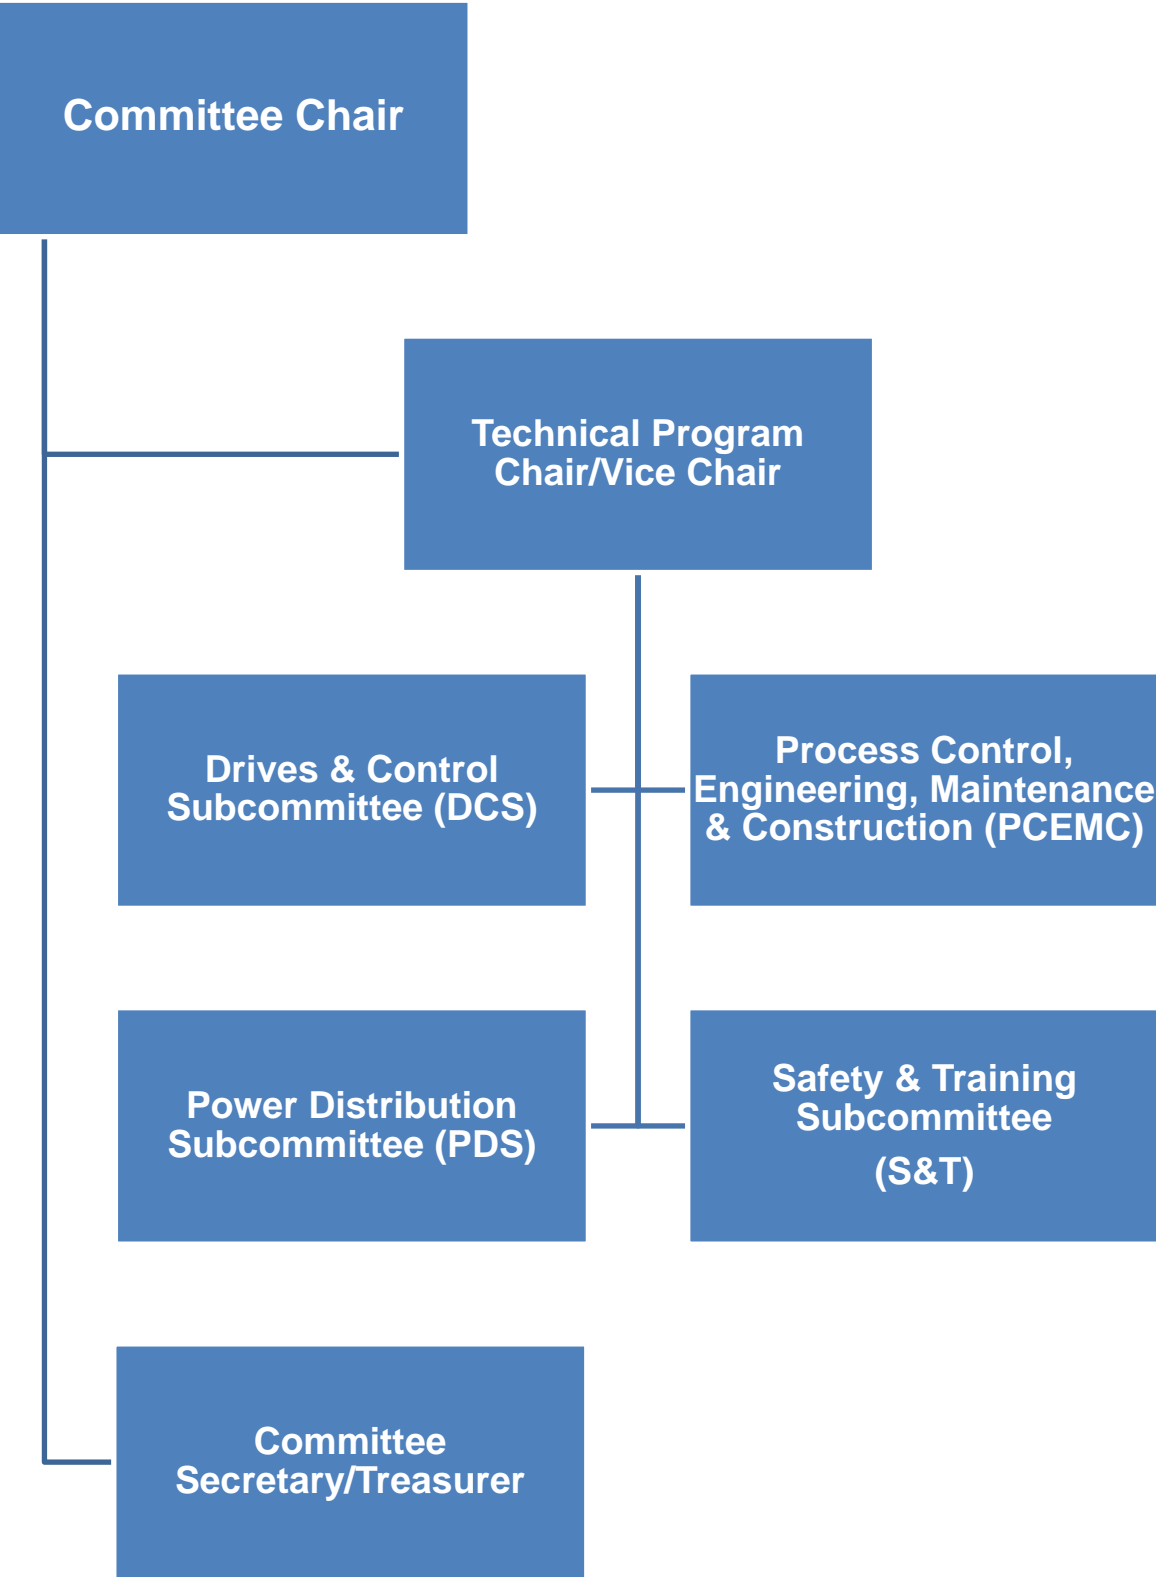 Committee Chair
Technical Program
Chair/Vice Chair
Drives & Control
Subcommittee (DCS)
Process Control,
Engineering, Maintenance
& Construction (PCEMC)
Power Distribution
Subcommittee (PDS)
Safety & Training
Subcommittee
(S&T)
Committee
Secretary/Treasurer